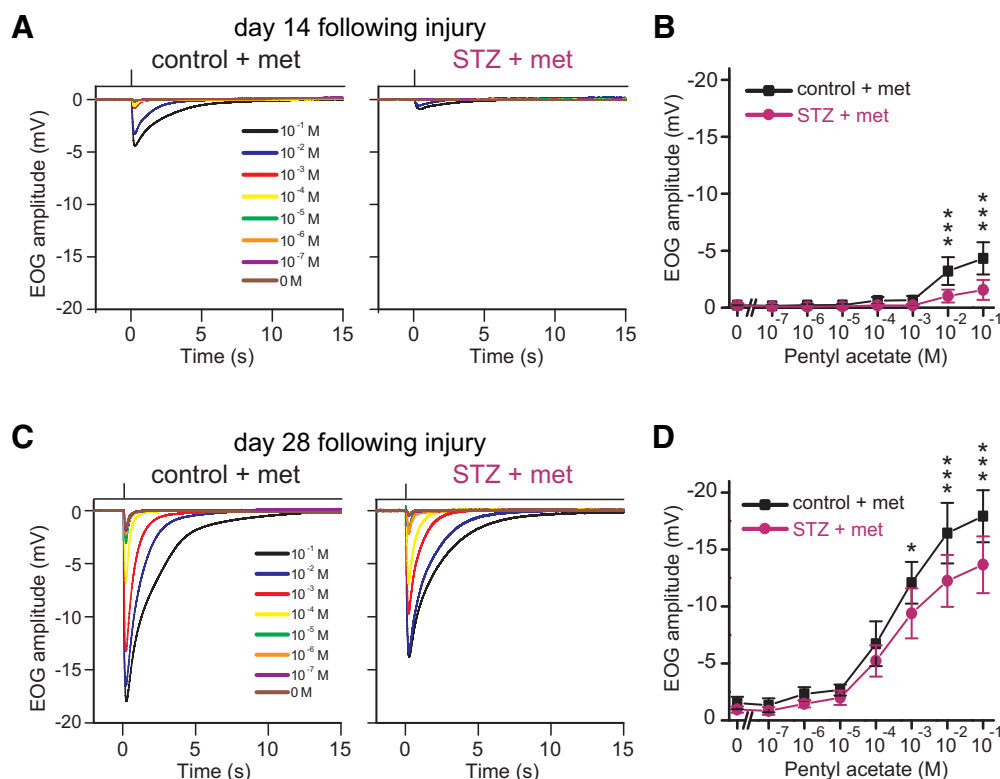 A
day 14 following injury
control + met
STZ + met
EOG amplitude (mV)
0
-5
-10
-15
-20
10⁻¹ M
10⁻² M
10⁻³ M
10⁻⁴ M
10⁻⁵ M
10⁻⁶ M
10⁻⁷ M
0 M
0 5 10 15
Time (s)
0 5 10 15
Time (s)
B
EOG amplitude (mV)
-20
-15
-10
-5
0
control + met
STZ + met
***
***
0 10⁻⁷ 10⁻⁶ 10⁻⁵ 10⁻⁴ 10⁻³ 10⁻² 10⁻¹
Pentyl acetate (M)
C
day 28 following injury
control + met
STZ + met
EOG amplitude (mV)
0
-5
-10
-15
-20
10⁻¹ M
10⁻² M
10⁻³ M
10⁻⁴ M
10⁻⁵ M
10⁻⁶ M
10⁻⁷ M
0 M
0 5 10 15
Time (s)
0 5 10 15
Time (s)
D
EOG amplitude (mV)
-20
-15
-10
-5
0
control + met
STZ + met
*
***
***
0 10⁻⁷ 10⁻⁶ 10⁻⁵ 10⁻⁴ 10⁻³ 10⁻² 10⁻¹
Pentyl acetate (M)